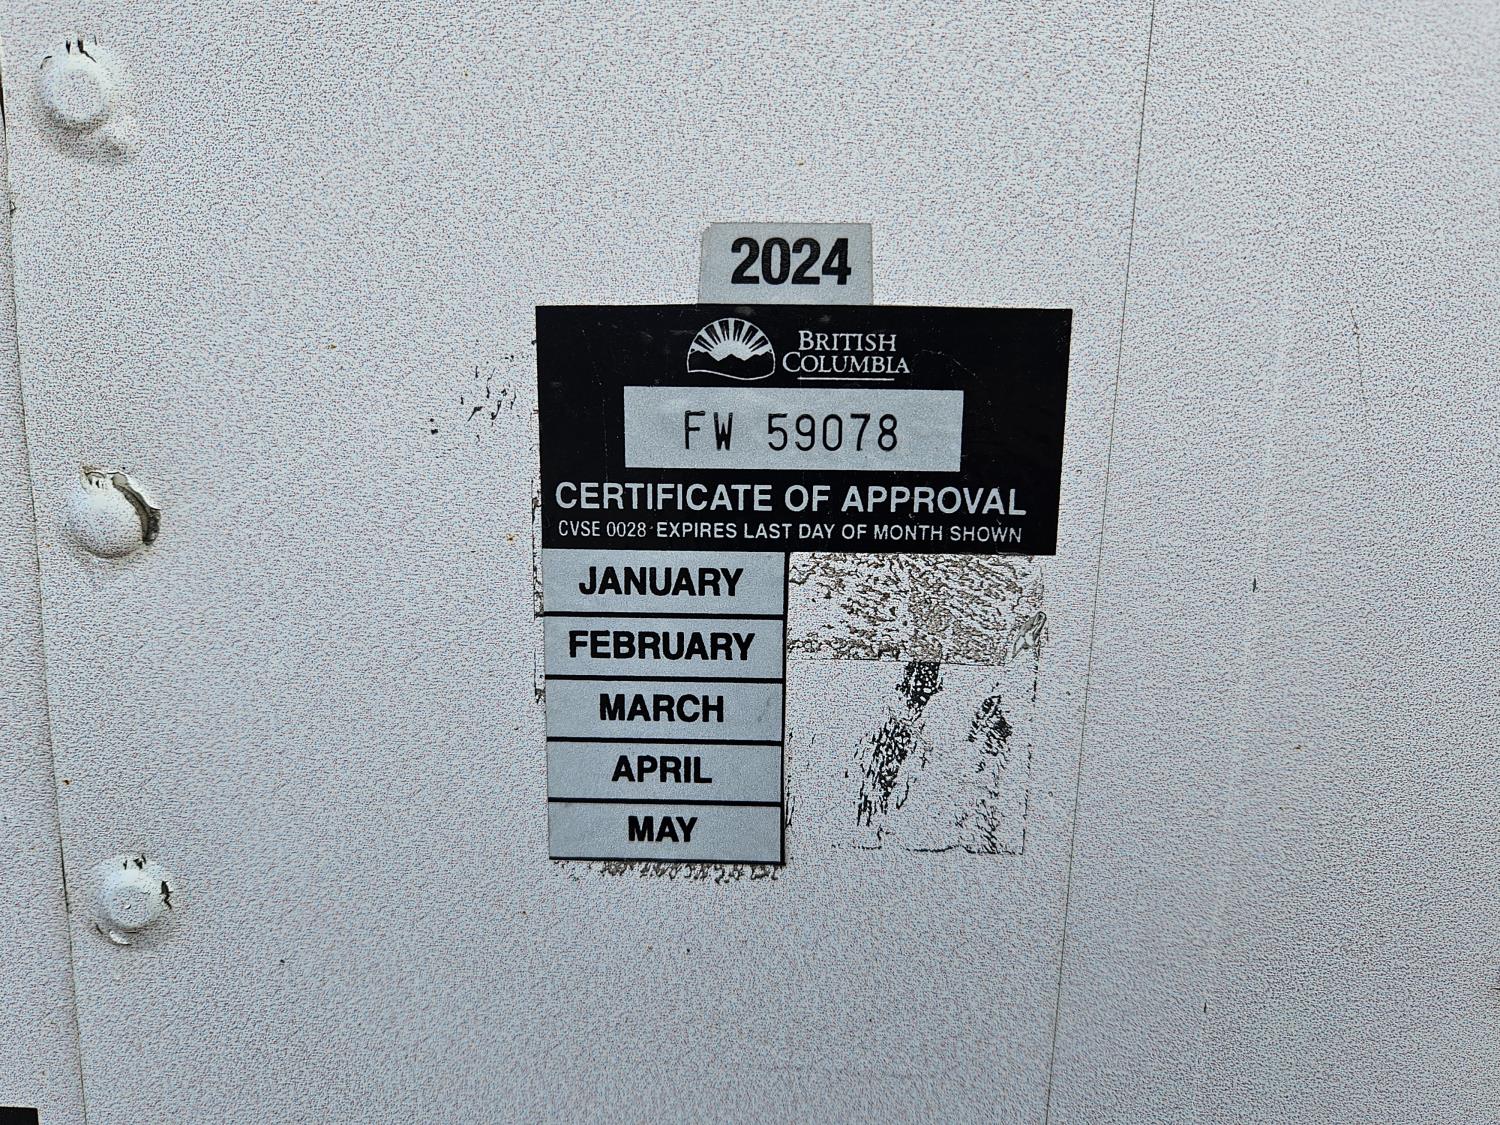 2024
BRITISH
COLUMBIA
FW 59078
CERTIFICATE OF APPROVAL
CVSE 0028 EXPIRES LAST DAY OF MONTH SHOWN
JANUARY
FEBRUARY
MARCH
APRIL
MAY